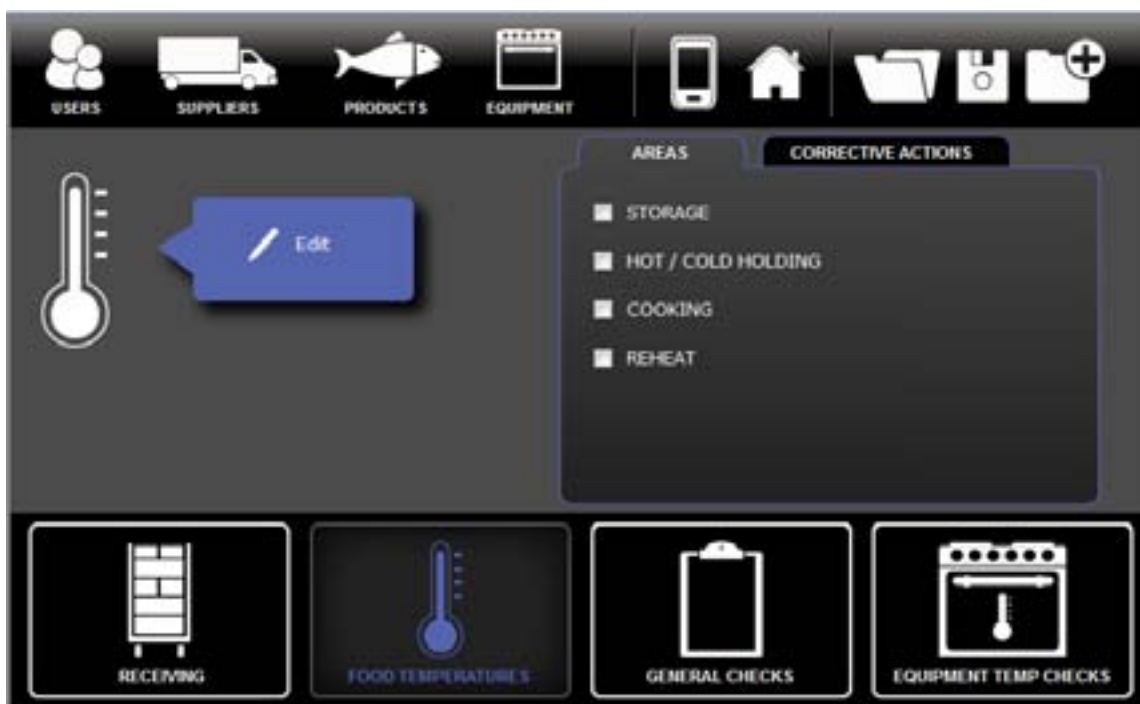 USERS
SUPPLIERS
PRODUCTS
EQUIPMENT
AREAS
CORRECTIVE ACTIONS
Edit
STORAGE
HOT / COLD HOLDING
COOKING
REHEAT
RECEIVING
FOOD TEMPERATURES
GENERAL CHECKS
EQUIPMENT TEMP CHECKS